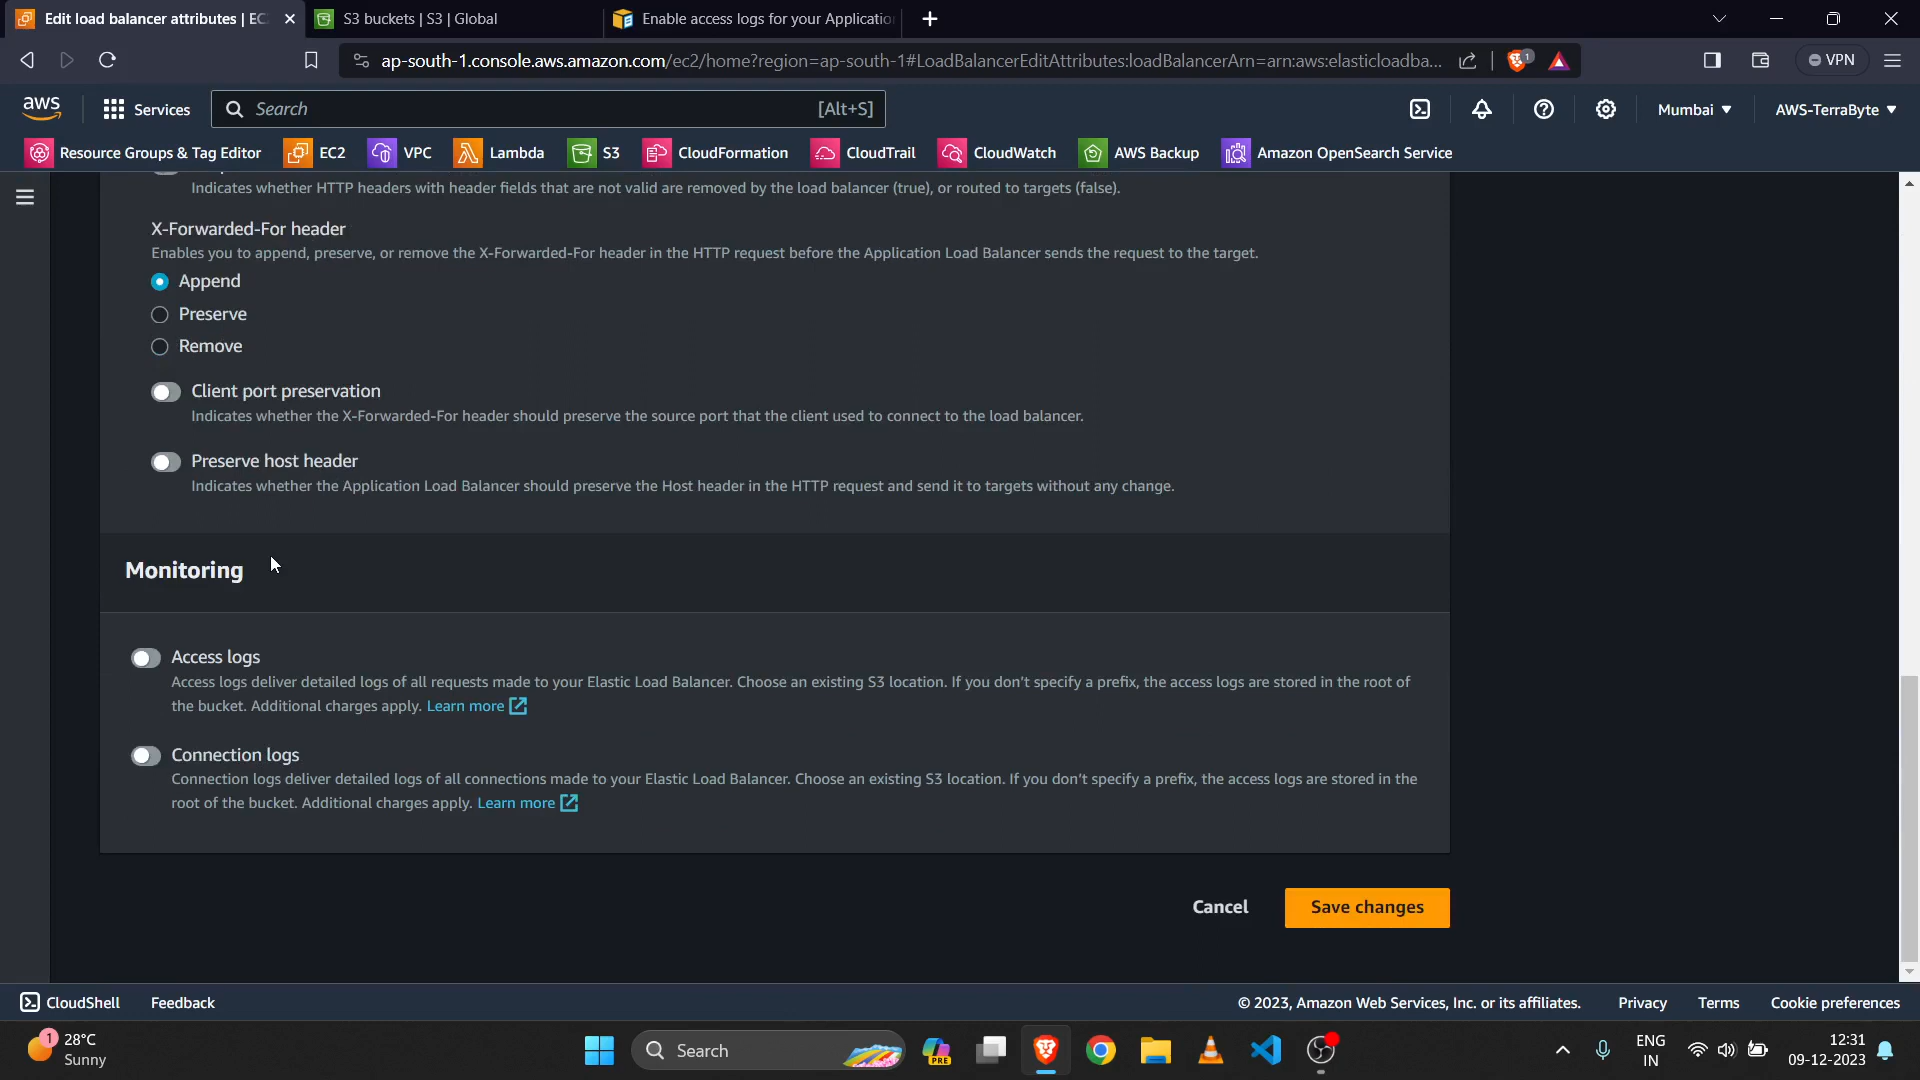 Edit load balancer attributes | EC
S3 buckets | S3 | Global
Enable access logs for your Applicatio
ap-south-1.console.aws.amazon.com/ec2/home?region=ap-south-1#LoadBalancerEditAttributes:loadBalancerArn=arn:aws:elasticloadba...
1
VPN
aws
Services
Search
[Alt+S]
Mumbai
AWS-TerraByte
Resource Groups & Tag Editor
EC2
VPC
Lambda
S3
CloudFormation
CloudTrail
CloudWatch
AWS Backup
Amazon OpenSearch Service
Indicates whether HTTP headers with header fields that are not valid are removed by the load balancer (true), or routed to targets (false).
X-Forwarded-For header
Enables you to append, preserve, or remove the X-Forwarded-For header in the HTTP request before the Application Load Balancer sends the request to the target.
Append
Preserve
Remove
Client port preservation
Indicates whether the X-Forwarded-For header should preserve the source port that the client used to connect to the load balancer.
Preserve host header
Indicates whether the Application Load Balancer should preserve the Host header in the HTTP request and send it to targets without any change.
Monitoring
Access logs
Access logs deliver detailed logs of all requests made to your Elastic Load Balancer. Choose an existing S3 location. If you don't specify a prefix, the access logs are stored in the root of
the bucket. Additional charges apply. Learn more
Connection logs
Connection logs deliver detailed logs of all connections made to your Elastic Load Balancer. Choose an existing S3 location. If you don't specify a prefix, the access logs are stored in the
root of the bucket. Additional charges apply. Learn more
Cancel
Save changes
CloudShell
Feedback
© 2023, Amazon Web Services, Inc. or its affiliates.
Privacy
Terms
Cookie preferences
1
28°C
Sunny
Search
PRE
ENG
IN
12:31
09-12-2023